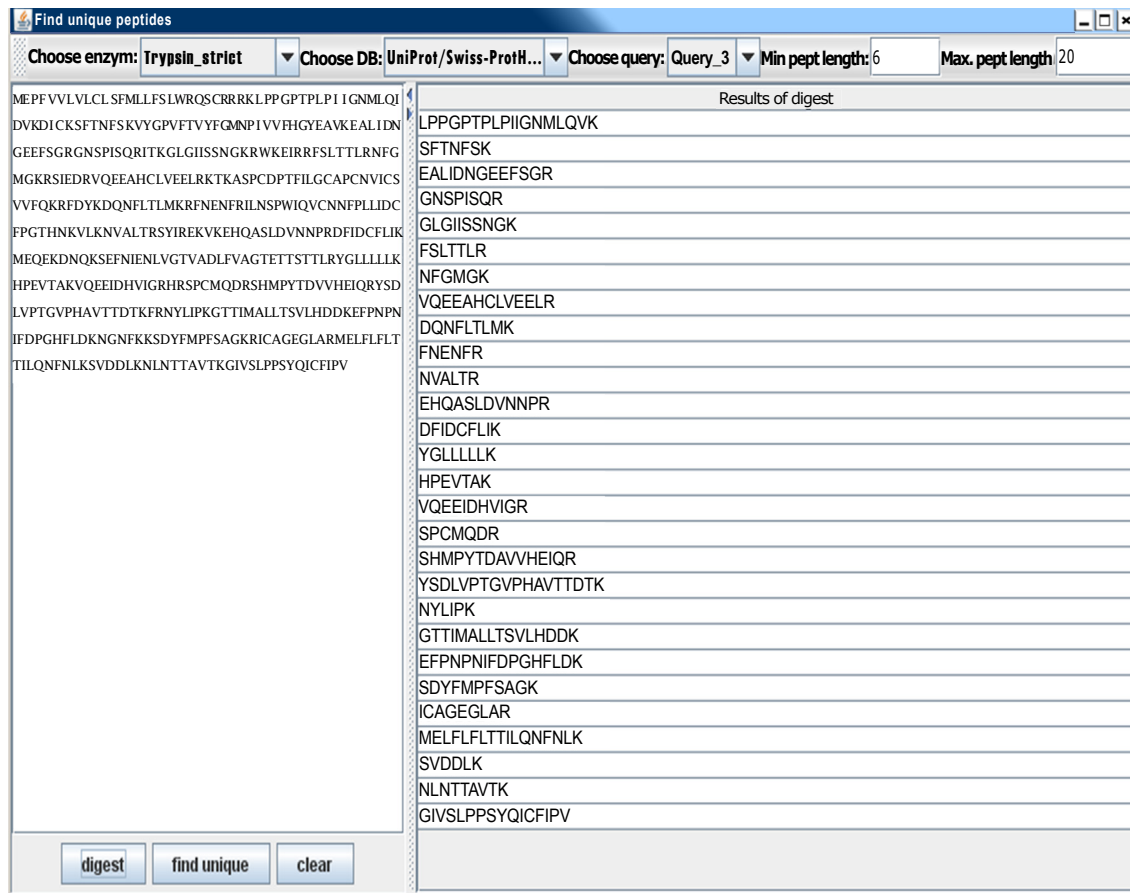 Find unique peptides
Choose enzym: Trypsin_strict Choose DB: UniProt/Swiss-ProtH... Choose query: Query_3 Min pept length: 6 Max. pept length 20
MEPFVVLVLCLSFMLLFSLWRQSCRRRKLPPGPTPLPIIGNMLQI
DVKDICKSFTNFSKVYGPVFTVYFGMNPIVVFHGYEAVKEALIDN
GEEFSGRGNSPISQRITKGLGIISSNGKRWKEIRRFSLTTLRNFG
MGKRSIEDRVQEEAHCLVEELRKTKASPCDPTFILGCAPCNVICS
VVFQKRFDYKDQNFLTLMKRFNENFRILNSPWIQVCNNFPLLIDC
FPGTHNKVLKNVALTRSYIREKVKEHQASLDVNNPRDFIDCFLIK
MEQEKDNQKSEFNIENLVGTVADLFVAGTETTSTTLRYGLLLLLK
HPEVTAKVQEEIDHVIGRHRSPCMQDRSHMPYTDVVHEIQRYSD
LVPTGVPHAVTTDTKFRNYLIPKGTTIMALLTSVLHDDKEFPNPN
IFDPGHFLDKNGNFKKSDYFMPFSAGKRICAGEGLARMELFLFLT
TILQNFNLKSVDDLKNLNTTAVTKGIVSLPPSYQICFIPV
Results of digest
LPPGPTPLPIIGNMLQVK
SFTNFSK
EALIDNGEEFSGR
GNSPISQR
GLGIISSNGK
FSLTTLR
NFGMGK
VQEEAHCLVEELR
DQNFLTLMK
FNENFR
NVALTR
EHQASLDVNNPR
DFIDCFLIK
YGLLLLLK
HPEVTAK
VQEEIDHVIGR
SPCMQDR
SHMPYTDAVVHEIQR
YSDLVPTGVPHAVTTDTK
NYLIPK
GTTIMALLTSVLHDDK
EFPNPNIFDPGHFLDK
SDYFMPFSAGK
ICAGEGLAR
MELFLFLTTILQNFNLK
SVDDLK
NLNTTAVTK
GIVSLPPSYQICFIPV
digest find unique clear